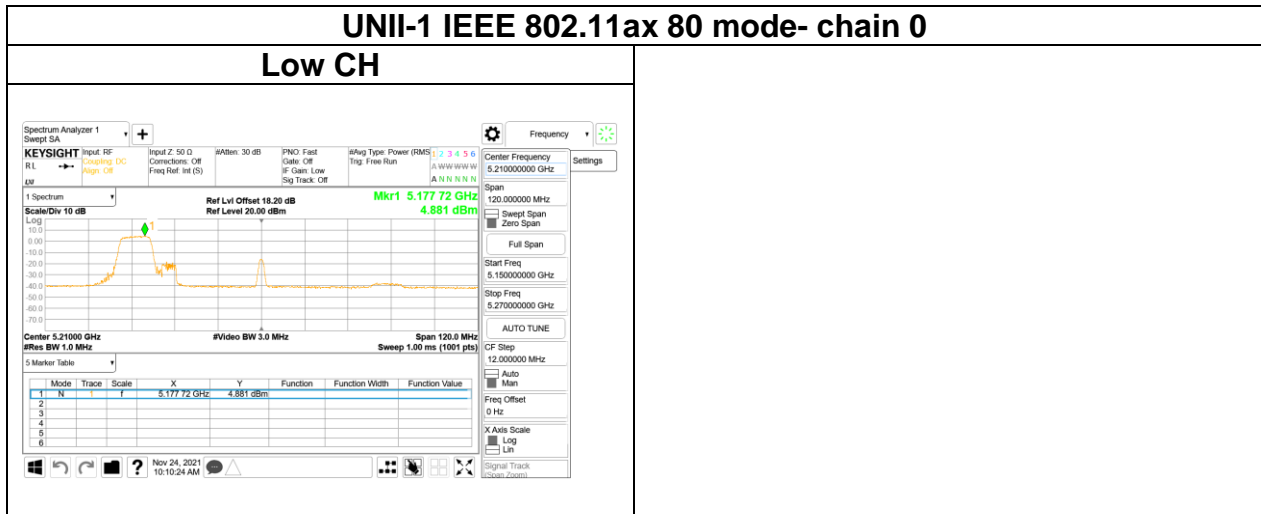 UNII-1 IEEE 802.11ax 80 mode- chain 0
Low CH
Spectrum Analyzer 1
Swept SA
Frequency
KEYSIGHT
RL
Input: RF
Coupling: DC
Align: Off
Input Z: 50 Ω
Corrections: Off
Freq Ref: Int (S)
#Atten: 30 dB
PNO: Fast
Gate: Off
IF Gain: Low
Sig Track: Off
#Avg Type: Power (RMS
Trig: Free Run
1 2 3 4 5 6
A W W W W W
A N N N N N
Center Frequency
5.210000000 GHz
Settings
Span
120.000000 MHz
Swept Span
Zero Span
Full Span
Start Freq
5.150000000 GHz
Stop Freq
5.270000000 GHz
AUTO TUNE
CF Step
12.000000 MHz
Auto
Man
Freq Offset
0 Hz
X Axis Scale
Log
Lin
Signal Track
(Span Zoom)
1 Spectrum
Scale/Div 10 dB
Ref Lvl Offset 18.20 dB
Ref Level 20.00 dBm
Mkr1 5.177 72 GHz
4.881 dBm
Log
1
10.0
0.00
-10.0
-20.0
-30.0
-40.0
-50.0
-60.0
-70.0
Center 5.21000 GHz
#Video BW 3.0 MHz
Span 120.0 MHz
#Res BW 1.0 MHz
Sweep 1.00 ms (1001 pts)
5 Marker Table
Mode Trace Scale X Y Function Function Width Function Value
1 N 1 f 5.177 72 GHz 4.881 dBm
2
3
4
5
6
?
Nov 24, 2021
10:10:24 AM